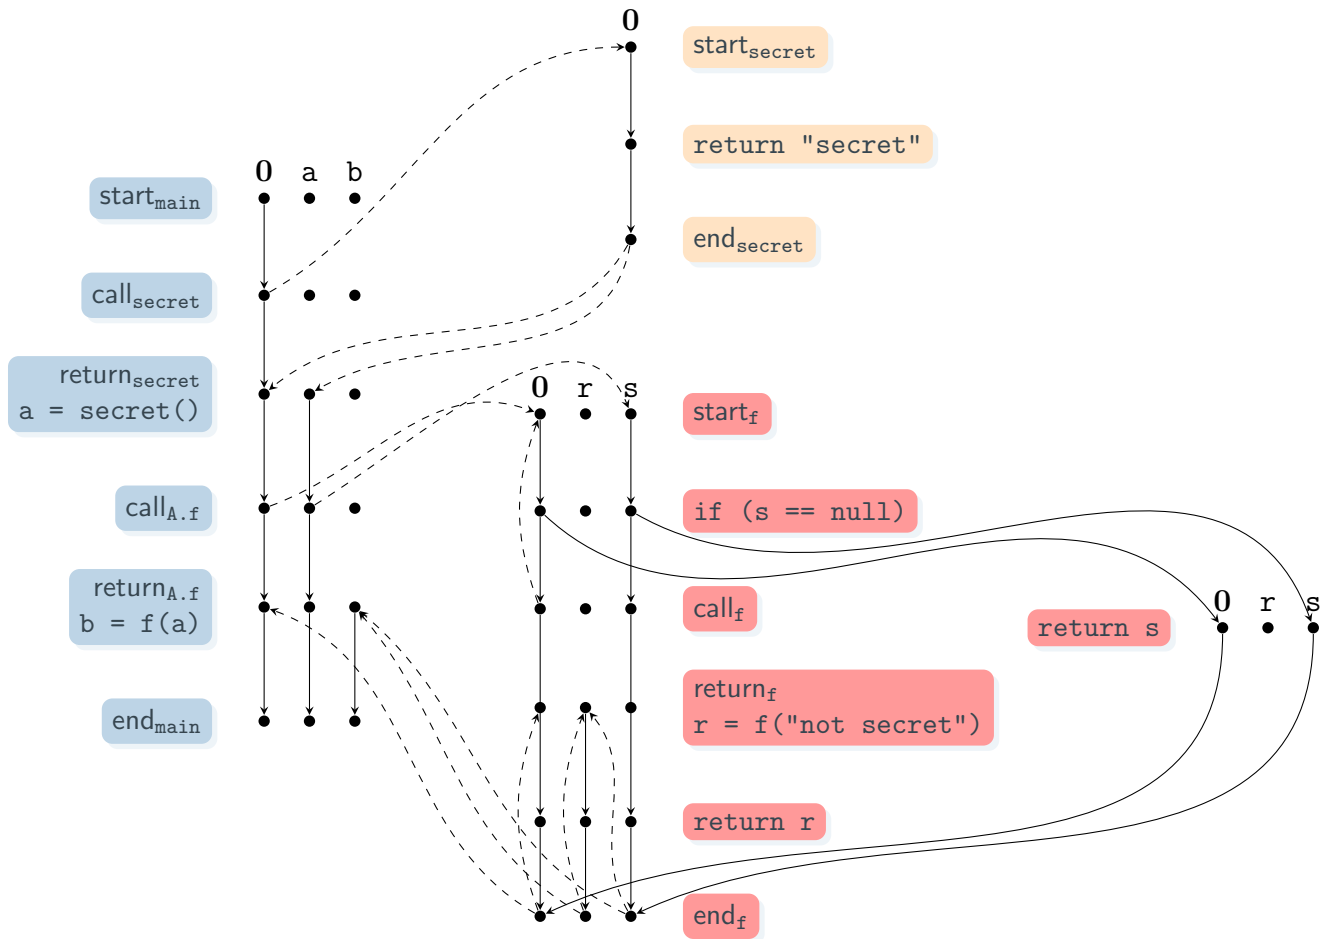 0
start_secret
return "secret"
end_secret
0 a b
start_main
call_secret
return_secret
a = secret()
call_A.f
return_A.f
b = f(a)
end_main
0 r s
start_f
if (s == null)
call_f
return_f
r = f("not secret")
return r
end_f
0 r s
return s